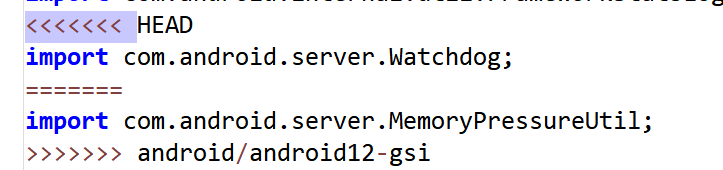 <<<<<<< HEAD
import com.android.server.Watchdog;
=======
import com.android.server.MemoryPressureUtil;
>>>>>>> android/android12-gsi